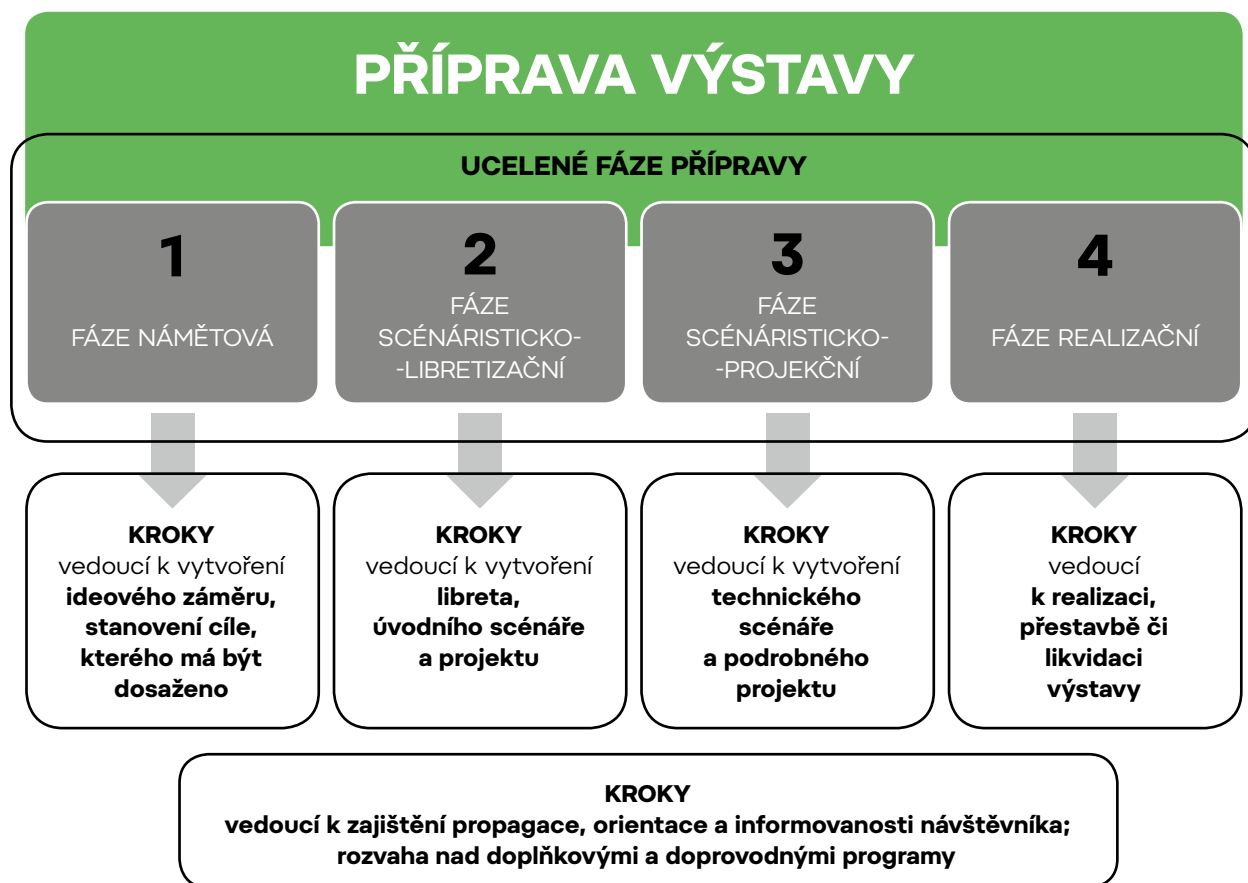 PŘÍPRAVA VÝSTAVY
UCELENÉ FÁZE PŘÍPRAVY
1
FÁZE NÁMĚTOVÁ
2
FÁZE
SCÉNÁRISTICKO-
-LIBRETIZAČNÍ
3
FÁZE
SCÉNÁRISTICKO-
-PROJEKČNÍ
4
FÁZE REALIZAČNÍ
KROKY
vedoucí k vytvoření
ideového záměru,
stanovení cíle,
kterého má být
dosaženo
KROKY
vedoucí k vytvoření
libreta,
úvodního scénáře
a projektu
KROKY
vedoucí k vytvoření
technického
scénáře
a podrobného
projektu
KROKY
vedoucí
k realizaci,
přestavbě či
likvidaci
výstavy
KROKY
vedoucí k zajištění propagace, orientace a informovanosti návštěvníka;
rozvaha nad doplňkovými a doprovodnými programy